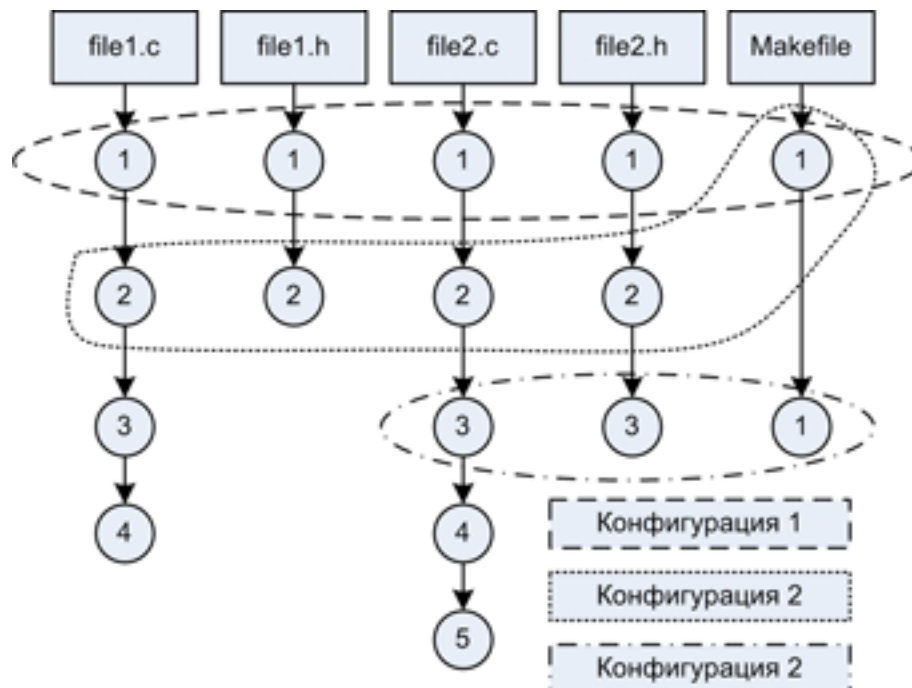 file1.c file1.h file2.c file2.h Makefile
1 1 1 1 1
2 2 2 2
3 3 3 1
4 4
5
Конфигурация 1
Конфигурация 2
Конфигурация 2